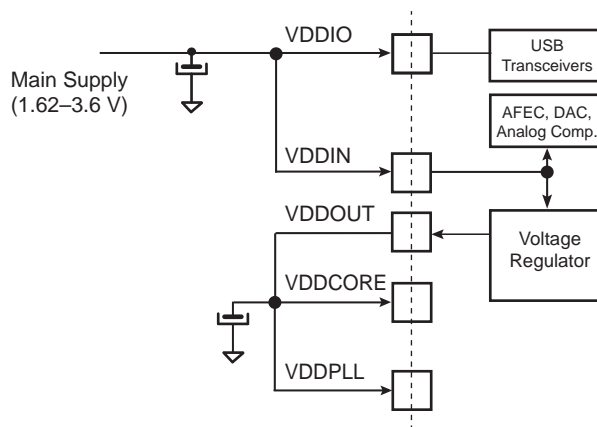 VDDIO
USB
Transceivers
Main Supply
(1.62–3.6 V)
AFEC, DAC,
Analog Comp.
VDDIN
VDDOUT
Voltage
Regulator
VDDCORE
VDDPLL